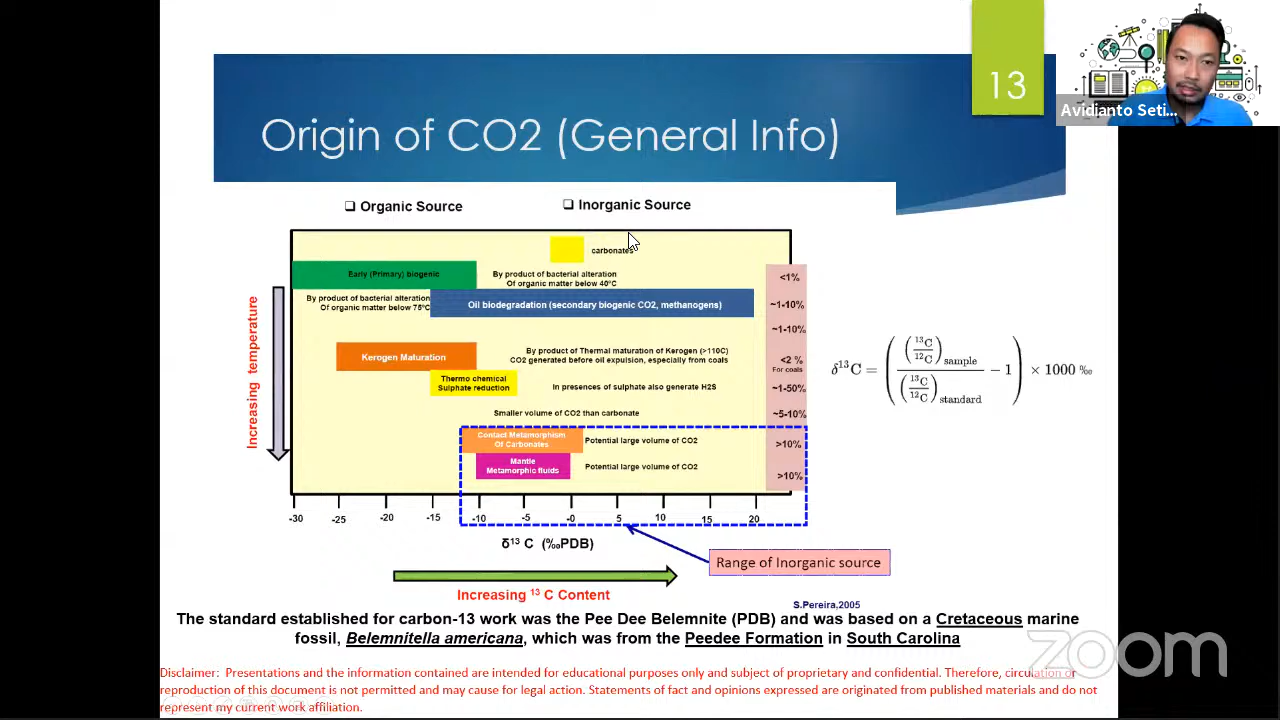 13
Avidianto Seti...
Origin of CO2 (General Info)
❑ Organic Source
❑ Inorganic Source
carbonates
Early (Primary) biogenic
By product of bacterial alteration
Of organic matter below 40ºC
<1%
By product of bacterial alteration
Of organic matter below 75ºC
Oil biodegradation (secondary biogenic CO2, methanogens)
~1-10%
~1-10%
Kerogen Maturation
By product of Thermal maturation of Kerogen (>110C)
CO2 generated before oil expulsion, especially from coals
<2 %
For coals
Thermo chemical
Sulphate reduction
In presences of sulphate also generate H2S
~1-50%
Smaller volume of CO2 than carbonate
~5-10%
Contact Metamorphism
Of Carbonates
Potential large volume of CO2
>10%
Mantle
Metamorphic fluids
Potential large volume of CO2
>10%
Increasing temperature
-30 -25 -20 -15 -10 -5 -0 5 10 15 20
δ¹³ C (‰PDB)
Increasing ¹³ C Content
Range of Inorganic source
δ¹³C = ( (¹³C/¹²C)sample / (¹³C/¹²C)standard − 1 ) × 1000 ‰
S.Pereira,2005
The standard established for carbon-13 work was the Pee Dee Belemnite (PDB) and was based on a Cretaceous marine
fossil, Belemnitella americana, which was from the Peedee Formation in South Carolina
zoom
Disclaimer: Presentations and the information contained are intended for educational purposes only and subject of proprietary and confidential. Therefore, circulation or
reproduction of this document is not permitted and may cause for legal action. Statements of fact and opinions expressed are originated from published materials and do not
represent my current work affiliation.